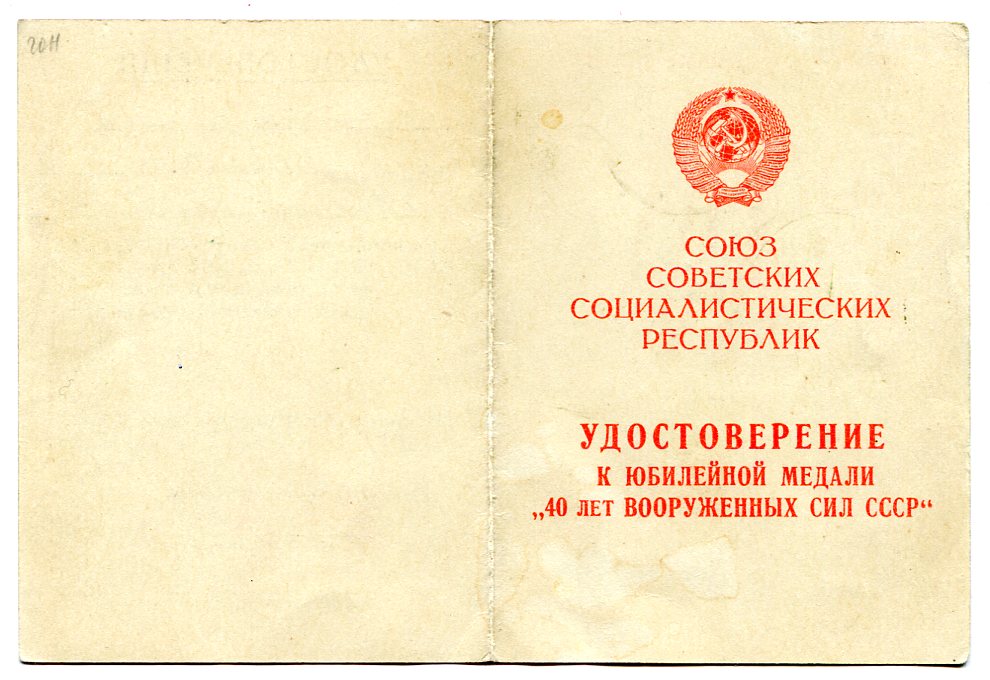 СОЮЗ
СОВЕТСКИХ
СОЦИАЛИСТИЧЕСКИХ
РЕСПУБЛИК
УДОСТОВЕРЕНИЕ
К ЮБИЛЕЙНОЙ МЕДАЛИ
„40 ЛЕТ ВООРУЖЕННЫХ СИЛ СССР“